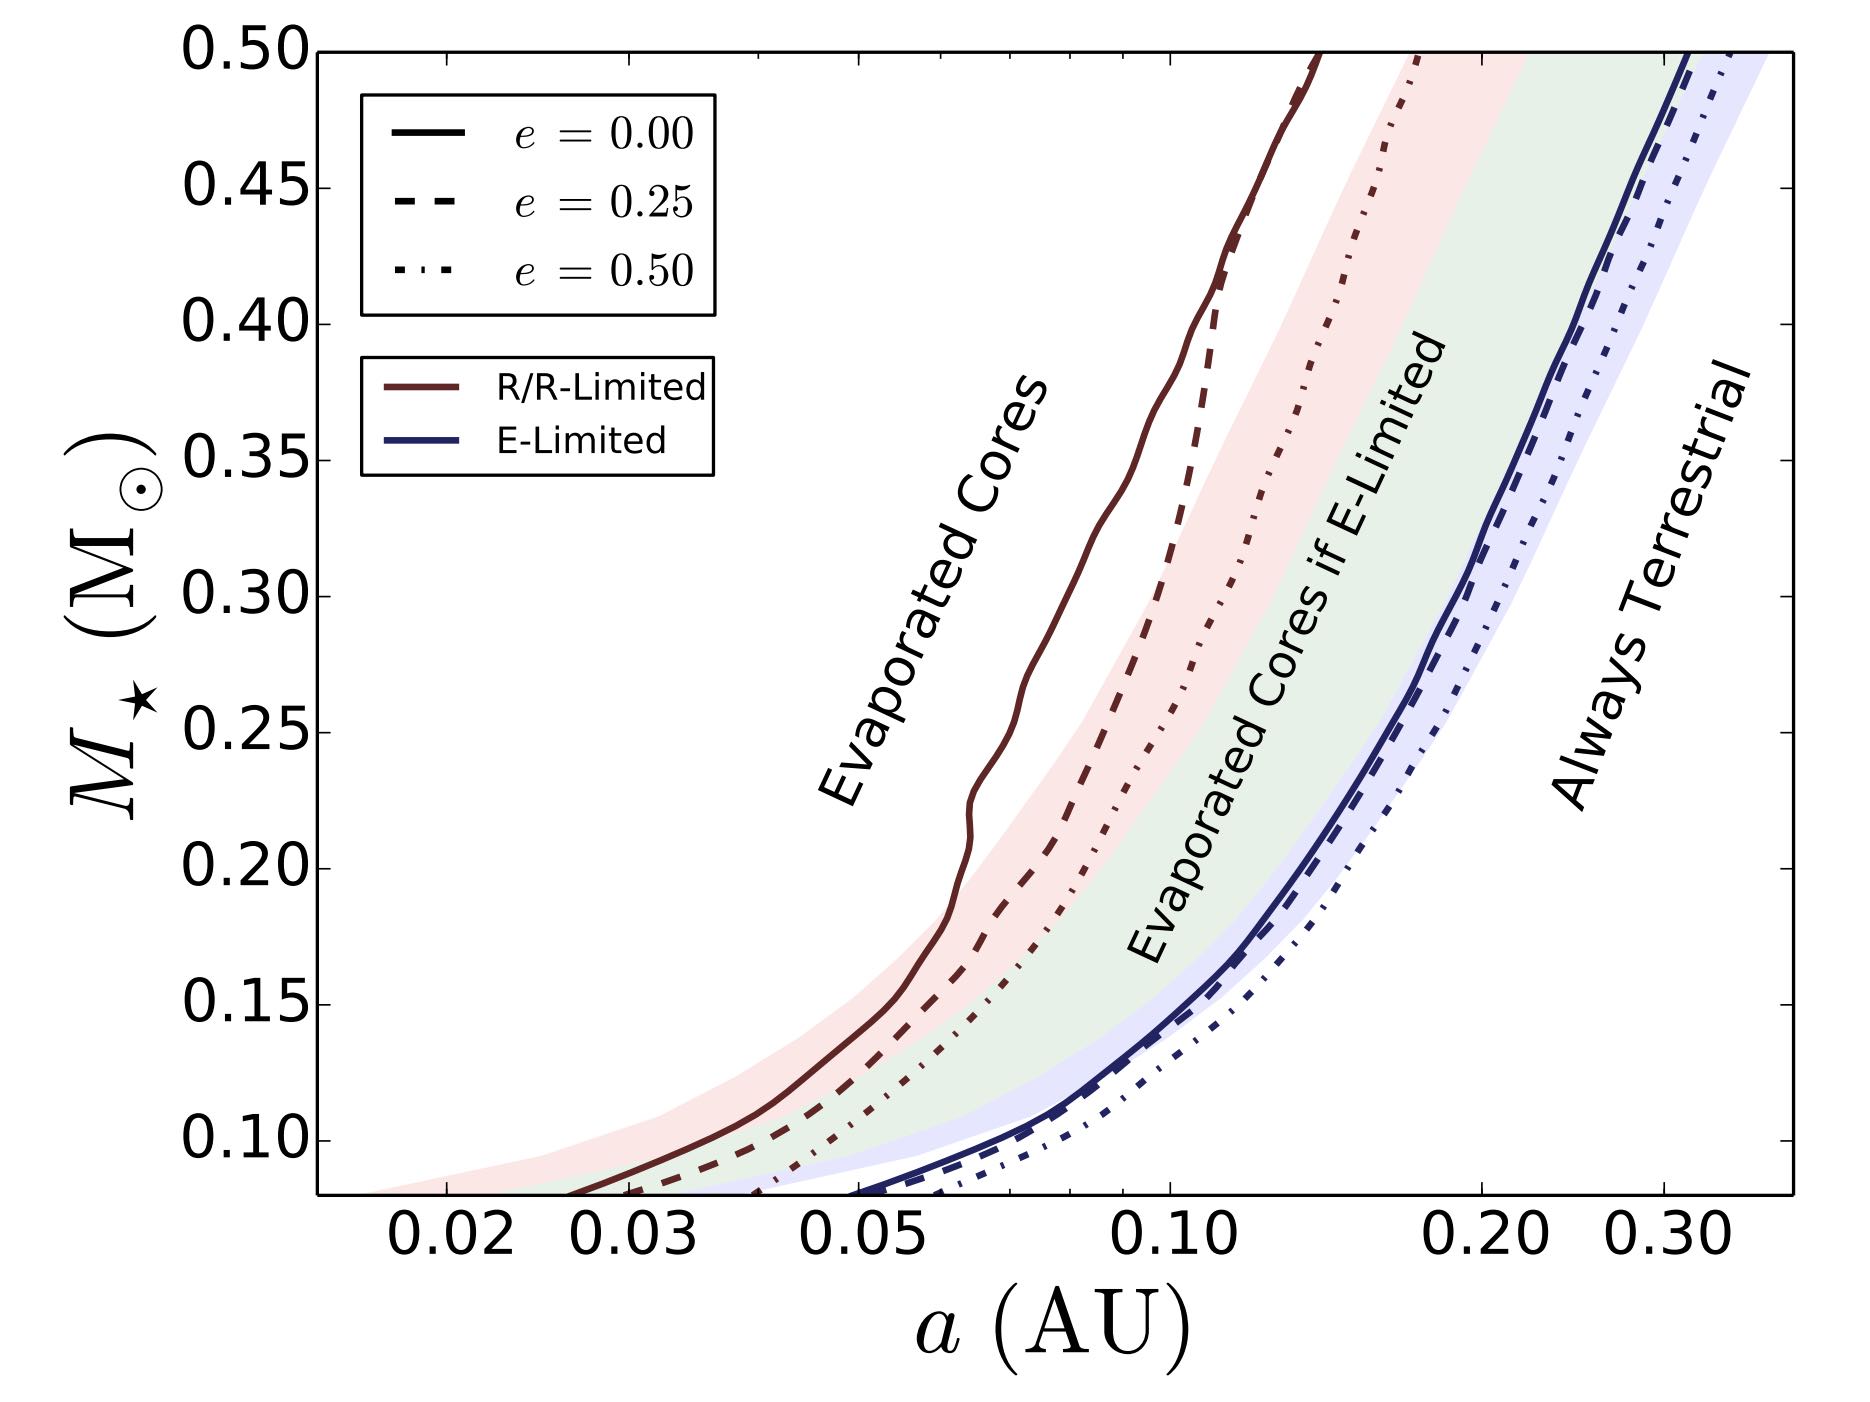 0.50
0.45
0.40
0.35
0.30
0.25
0.20
0.15
0.10
M★ (M☉)
e = 0.00
e = 0.25
e = 0.50
R/R-Limited
E-Limited
Evaporated Cores
Evaporated Cores if E-Limited
Always Terrestrial
0.02 0.03 0.05 0.10 0.20 0.30
a (AU)